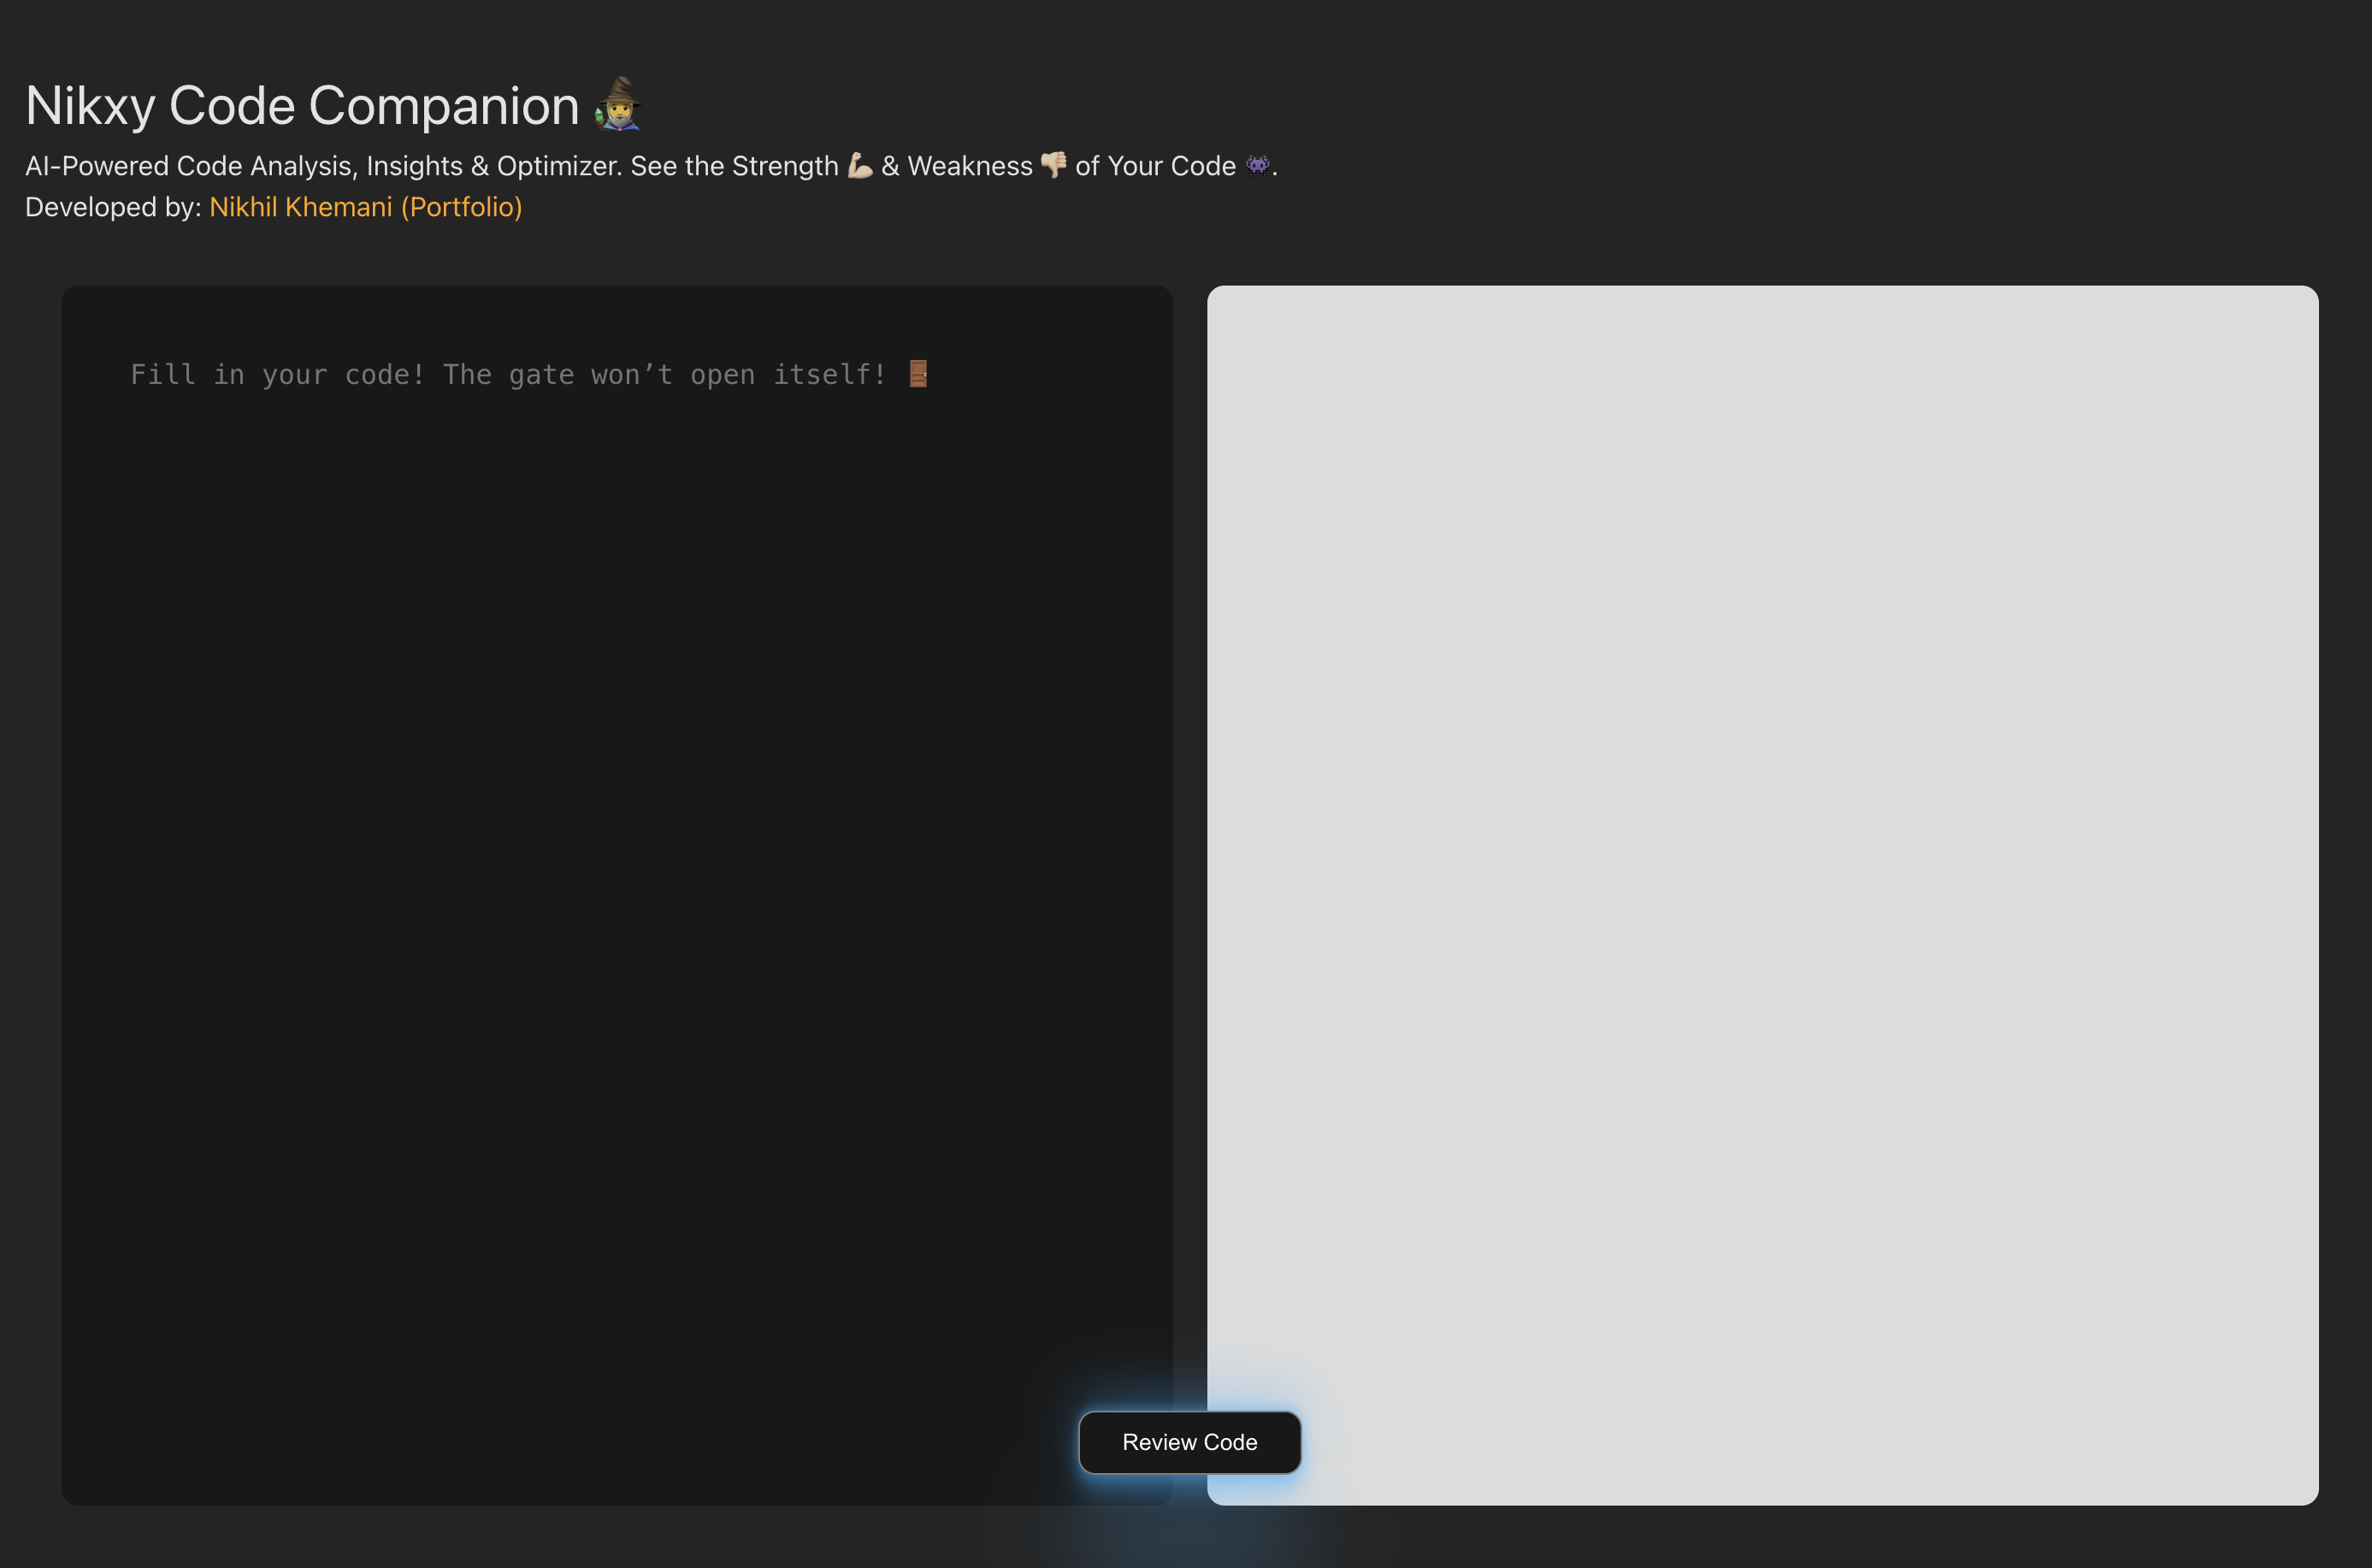 Nikxy Code Companion 🧙‍♂️
AI-Powered Code Analysis, Insights & Optimizer. See the Strength 💪🏻 & Weakness 👎🏻 of Your Code 👾.
Developed by: Nikhil Khemani (Portfolio)
Fill in your code! The gate won’t open itself! 🚪
Review Code